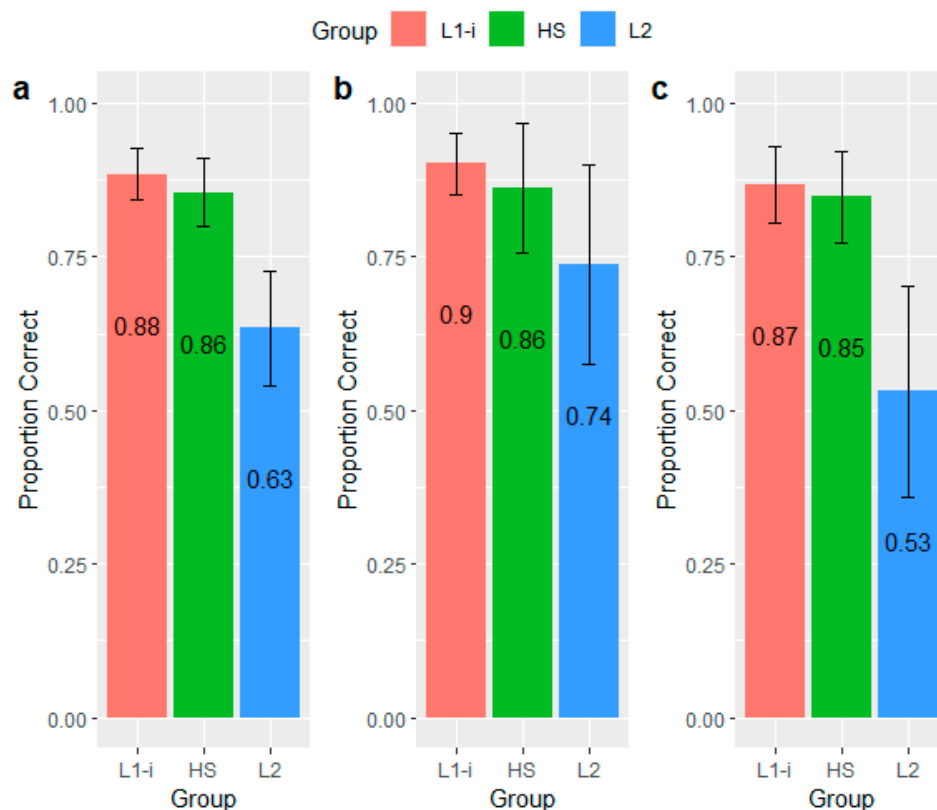 Group L1-i HS L2
a
Proportion Correct
1.00
0.75
0.50
0.25
0.00
0.88
0.86
0.63
L1-i HS L2
Group
b
Proportion Correct
1.00
0.75
0.50
0.25
0.00
0.9
0.86
0.74
L1-i HS L2
Group
c
Proportion Correct
1.00
0.75
0.50
0.25
0.00
0.87
0.85
0.53
L1-i HS L2
Group